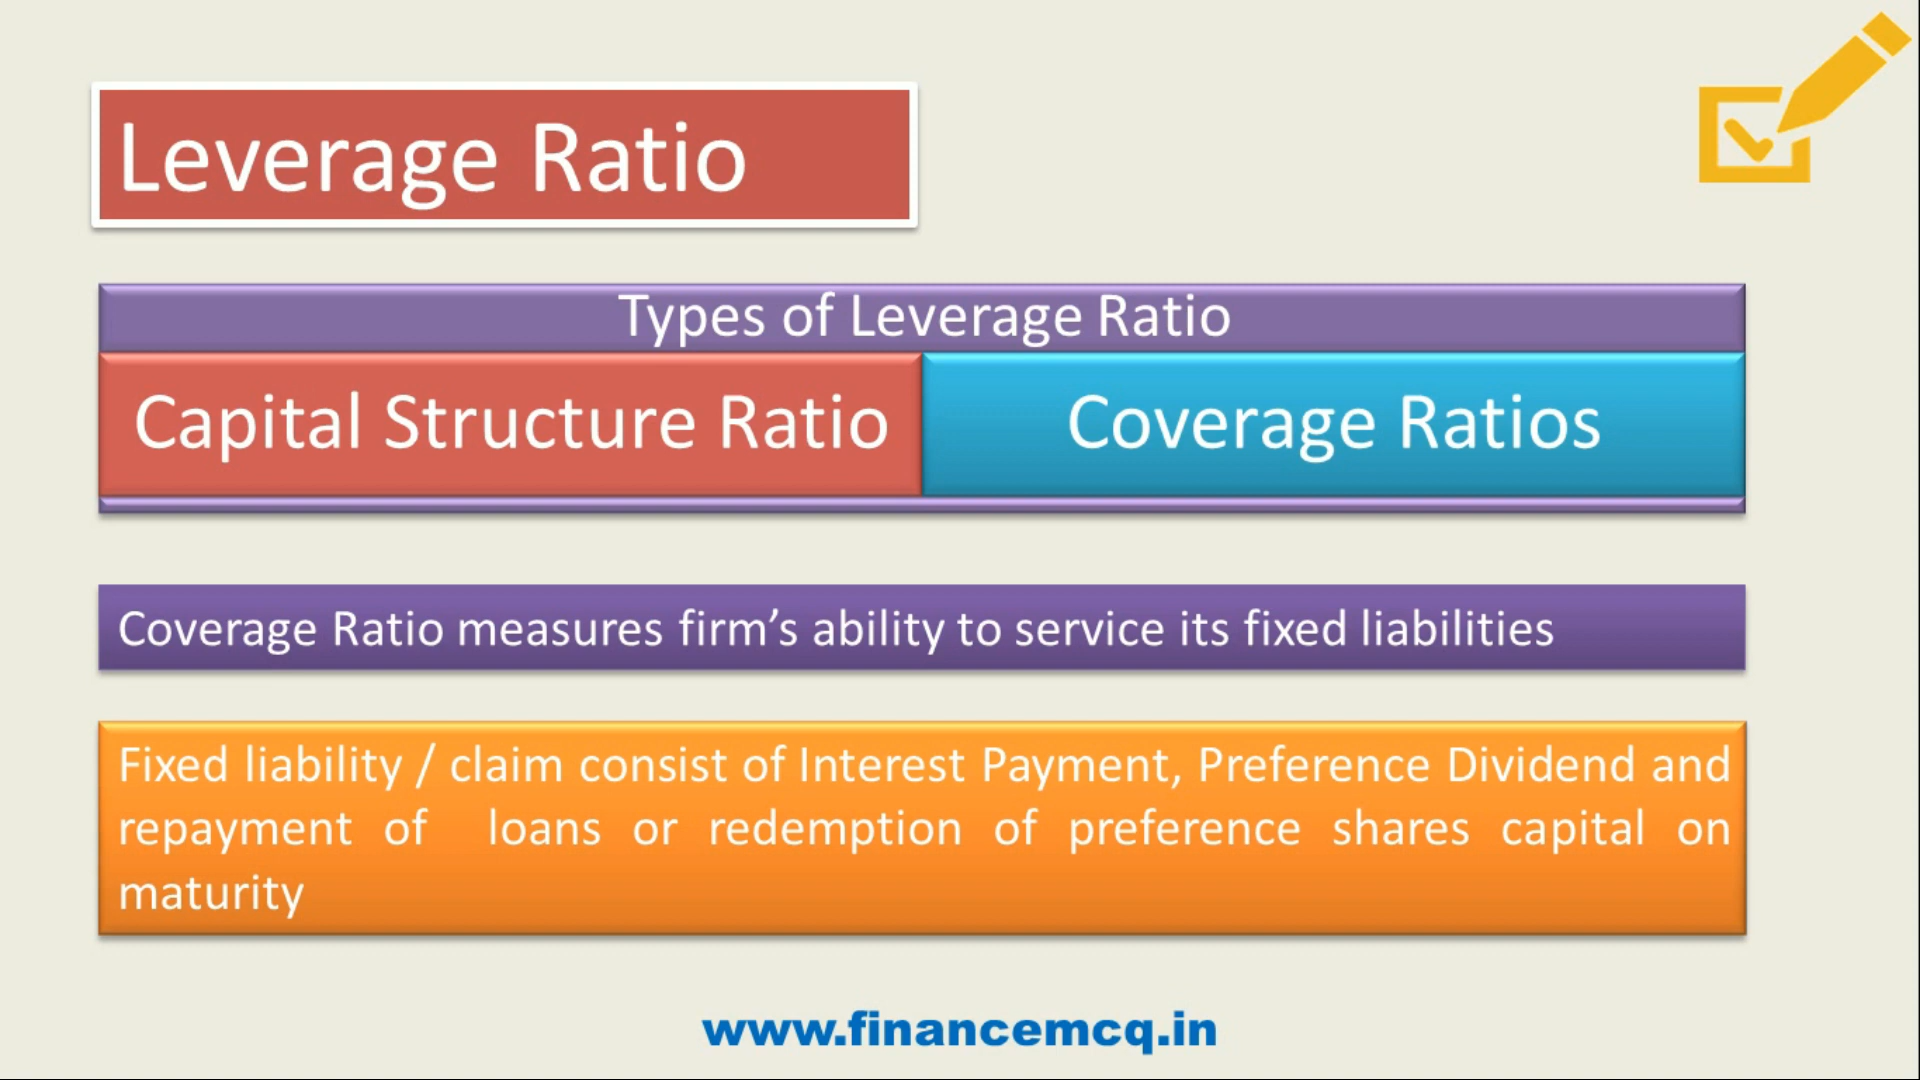 Leverage Ratio
Types of Leverage Ratio
Capital Structure Ratio
Coverage Ratios
Coverage Ratio measures firm’s ability to service its fixed liabilities
Fixed liability / claim consist of Interest Payment, Preference Dividend and
repayment of loans or redemption of preference shares capital on
maturity
www.financemcq.in